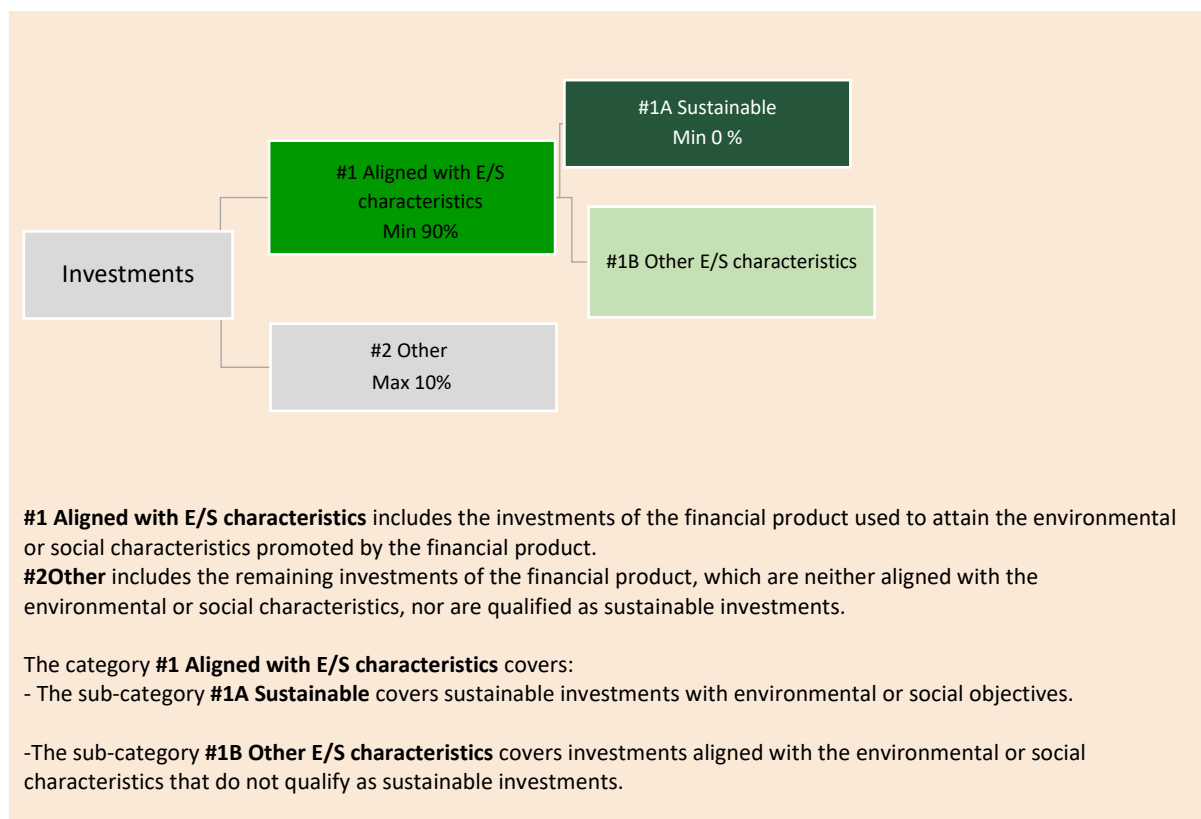 #1A Sustainable
Min 0 %
#1 Aligned with E/S
characteristics
Min 90%
Investments
#1B Other E/S characteristics
#2 Other
Max 10%
#1 Aligned with E/S characteristics includes the investments of the financial product used to attain the environmental
or social characteristics promoted by the financial product.
#2Other includes the remaining investments of the financial product, which are neither aligned with the
environmental or social characteristics, nor are qualified as sustainable investments.
The category #1 Aligned with E/S characteristics covers:
- The sub-category #1A Sustainable covers sustainable investments with environmental or social objectives.
-The sub-category #1B Other E/S characteristics covers investments aligned with the environmental or social
characteristics that do not qualify as sustainable investments.